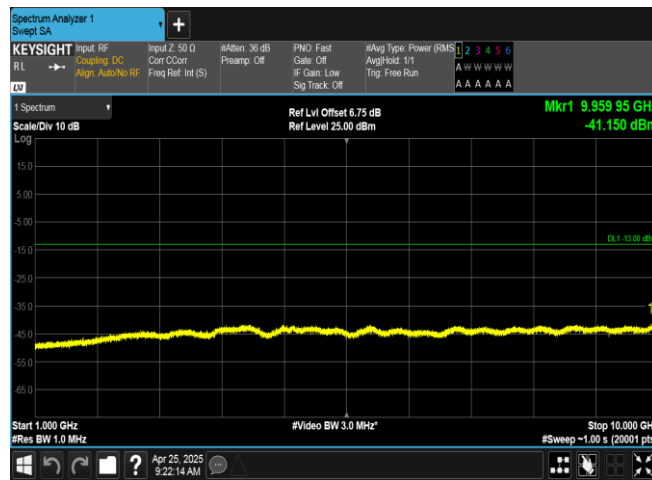 Spectrum Analyzer 1
Swept SA
+
KEYSIGHT
RL
LXI
Input: RF
Coupling: DC
Align: Auto/No RF
Input Z: 50 Ω
Corr CCorr
Freq Ref: Int (S)
#Atten: 36 dB
Preamp: Off
PNO: Fast
Gate: Off
IF Gain: Low
Sig Track: Off
#Avg Type: Power (RMS
Avg|Hold: 1/1
Trig: Free Run
1 2 3 4 5 6
A W W W W W
A A A A A A
1 Spectrum
Scale/Div 10 dB
Log
Ref Lvl Offset 6.75 dB
Ref Level 25.00 dBm
Mkr1 9.959 95 GH
-41.150 dBm
15.0
5.00
-5.00
-15.0
-25.0
-35.0
-45.0
-55.0
-65.0
DL1 -13.00 dB
1
Start 1.000 GHz
#Res BW 1.0 MHz
#Video BW 3.0 MHz*
Stop 10.000 GH
#Sweep ~1.00 s (20001 pts
?
Apr 25, 2025
9:22:14 AM